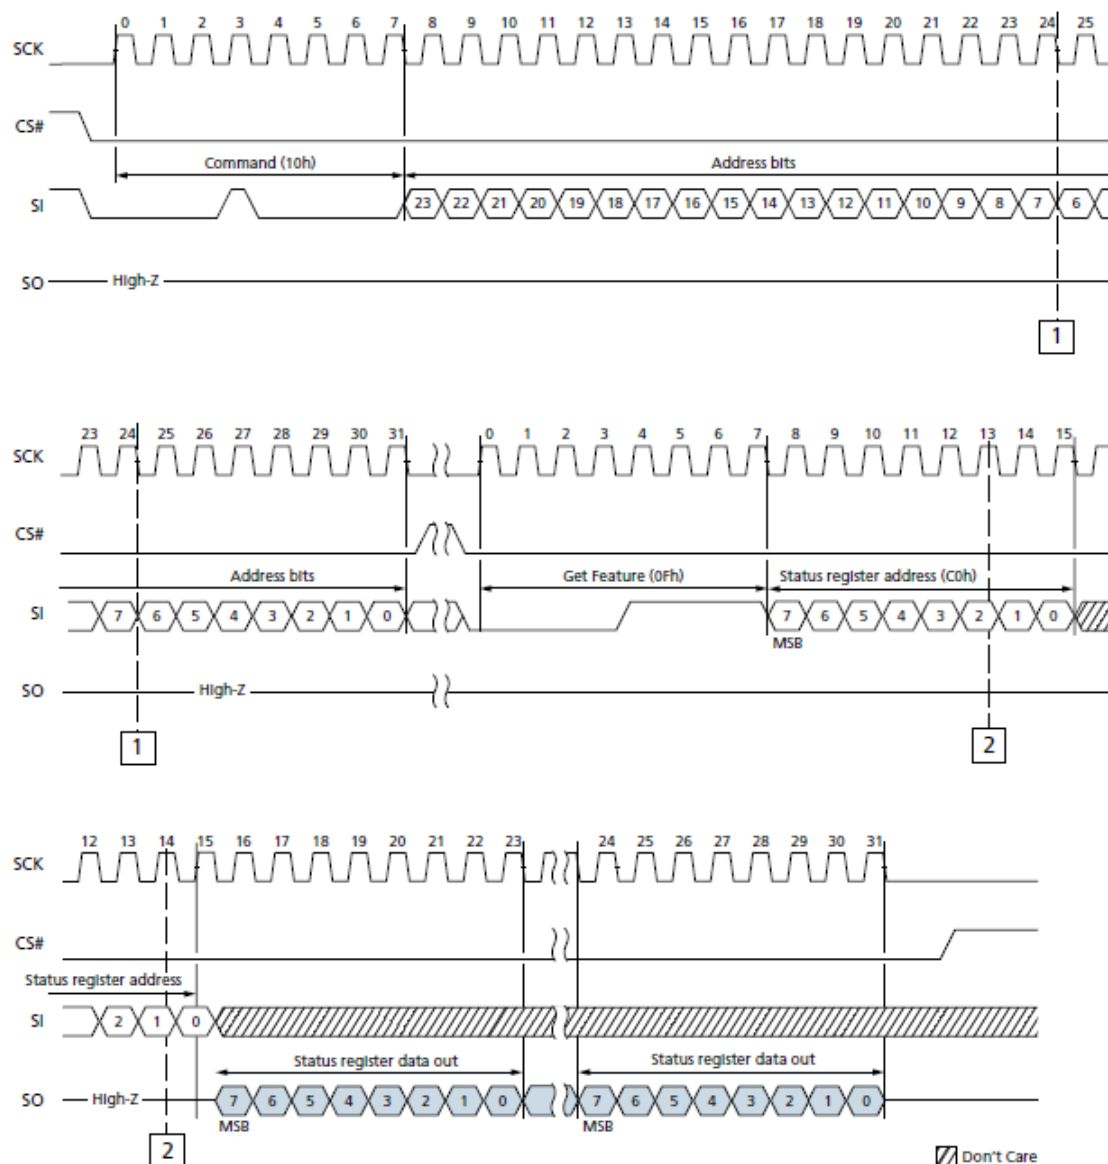 0 1 2 3 4 5 6 7 8 9 10 11 12 13 14 15 16 17 18 19 20 21 22 23 24 25
SCK
CS#
Command (10h) Address bits
SI 23 22 21 20 19 18 17 16 15 14 13 12 11 10 9 8 7 6
SO High-Z
1
23 24 25 26 27 28 29 30 31 0 1 2 3 4 5 6 7 8 9 10 11 12 13 14 15
SCK
CS#
Address bits Get Feature (0Fh) Status register address (C0h)
SI 7 6 5 4 3 2 1 0 7 6 5 4 3 2 1 0
MSB
SO High-Z
1 2
12 13 14 15 16 17 18 19 20 21 22 23 24 25 26 27 28 29 30 31
SCK
CS#
Status register address
SI 2 1 0
Status register data out Status register data out
SO High-Z 7 6 5 4 3 2 1 0 7 6 5 4 3 2 1 0
MSB MSB
2
Don't Care